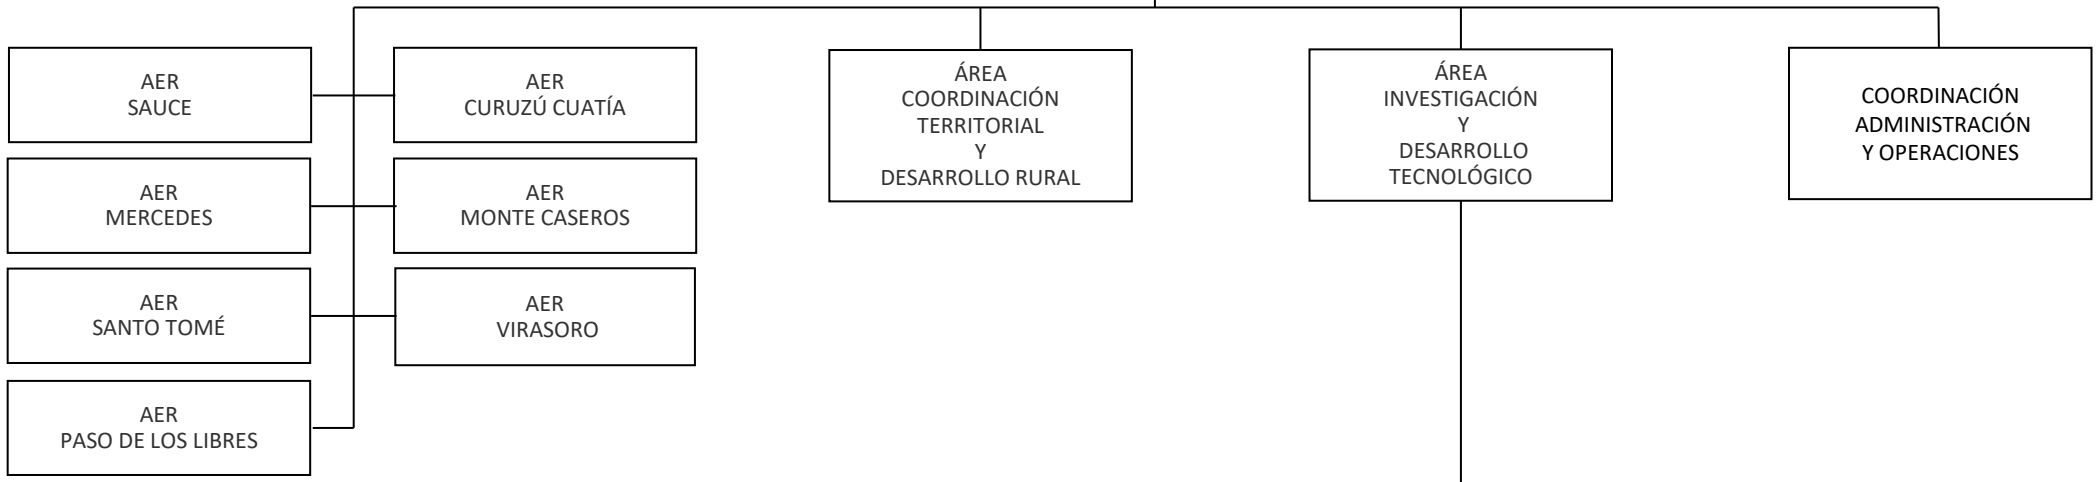 AER
SAUCE
AER
CURUZÚ CUATÍA
ÁREA
COORDINACIÓN
TERRITORIAL
Y
DESARROLLO RURAL
ÁREA
INVESTIGACIÓN
Y
DESARROLLO
TECNOLÓGICO
COORDINACIÓN
ADMINISTRACIÓN
Y OPERACIONES
AER
MERCEDES
AER
MONTE CASEROS
AER
SANTO TOMÉ
AER
VIRASORO
AER
PASO DE LOS LIBRES